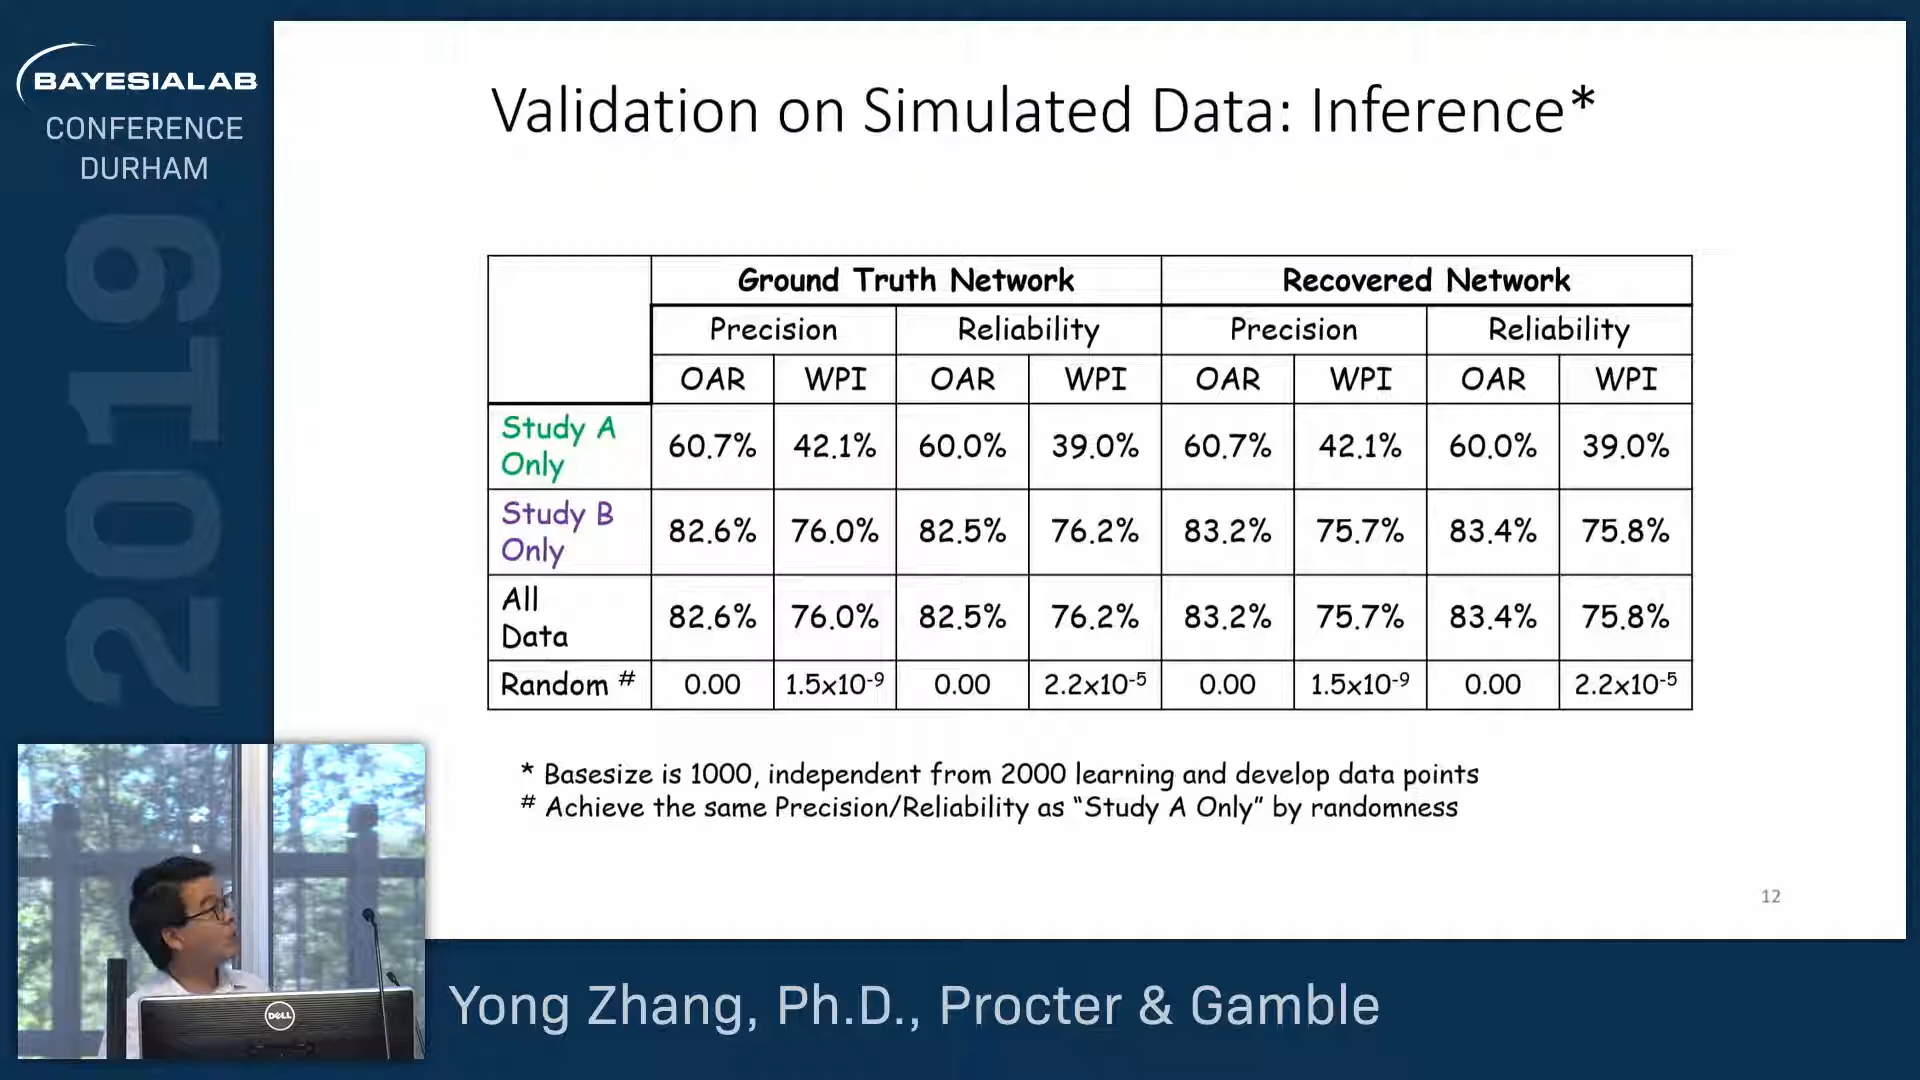 BAYESIALAB
CONFERENCE
DURHAM
2019
Validation on Simulated Data: Inference*
Ground Truth Network Recovered Network
Precision Reliability Precision Reliability
OAR WPI OAR WPI OAR WPI OAR WPI
Study A Only 60.7% 42.1% 60.0% 39.0% 60.7% 42.1% 60.0% 39.0%
Study B Only 82.6% 76.0% 82.5% 76.2% 83.2% 75.7% 83.4% 75.8%
All Data 82.6% 76.0% 82.5% 76.2% 83.2% 75.7% 83.4% 75.8%
Random # 0.00 1.5x10⁻⁹ 0.00 2.2x10⁻⁵ 0.00 1.5x10⁻⁹ 0.00 2.2x10⁻⁵
* Basesize is 1000, independent from 2000 learning and develop data points
# Achieve the same Precision/Reliability as “Study A Only” by randomness
12
DELL
Yong Zhang, Ph.D., Procter & Gamble